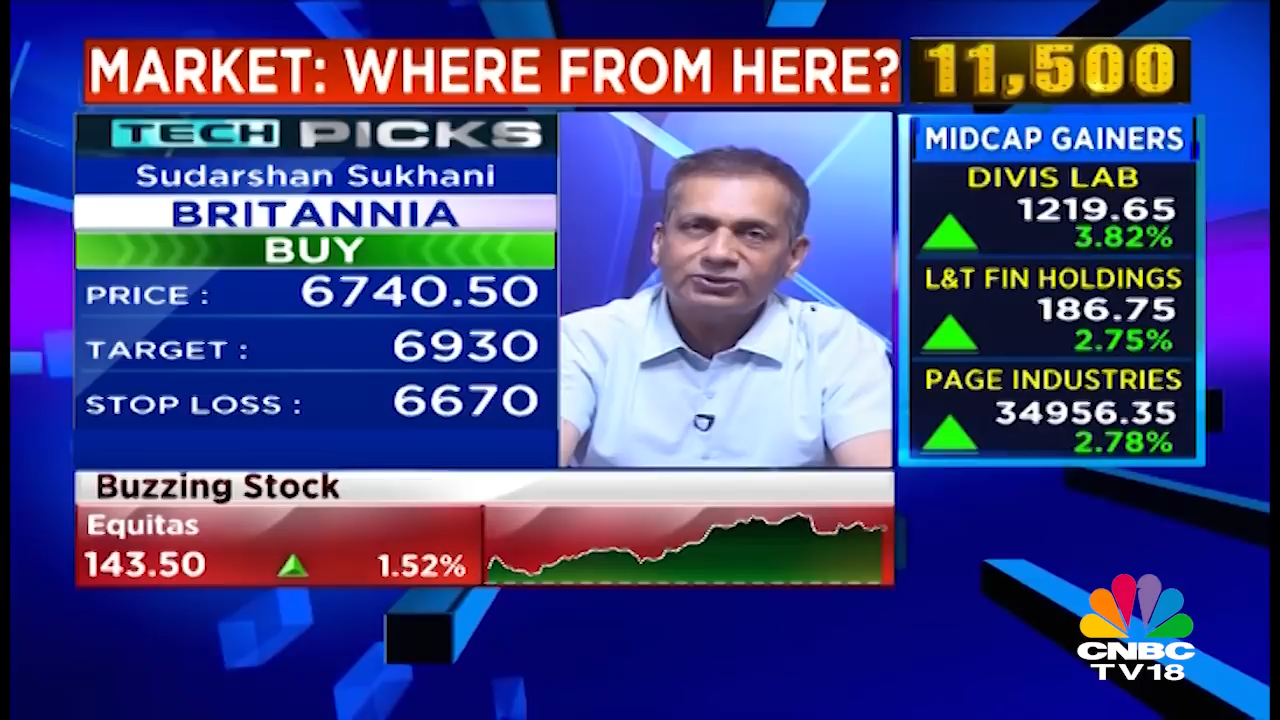 MARKET: WHERE FROM HERE?
11,500
TECH PICKS
Sudarshan Sukhani
BRITANNIA
BUY
PRICE : 6740.50
TARGET : 6930
STOP LOSS : 6670
MIDCAP GAINERS
DIVIS LAB
1219.65
3.82%
L&T FIN HOLDINGS
186.75
2.75%
PAGE INDUSTRIES
34956.35
2.78%
Buzzing Stock
Equitas
143.50 1.52%
CNBC
TV18